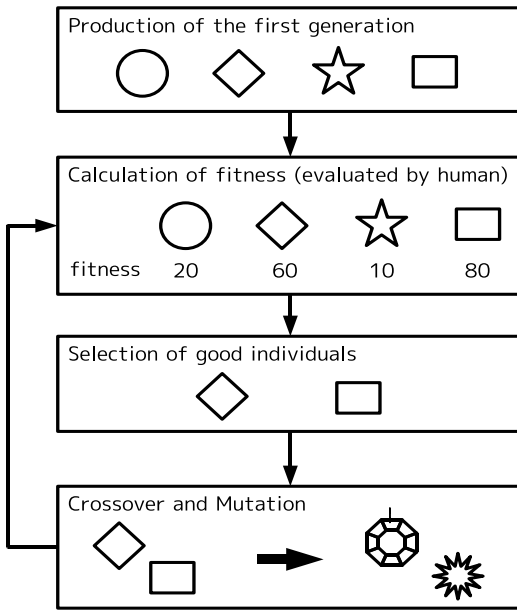 Production of the first generation
Calculation of fitness (evaluated by human)
fitness 20 60 10 80
Selection of good individuals
Crossover and Mutation